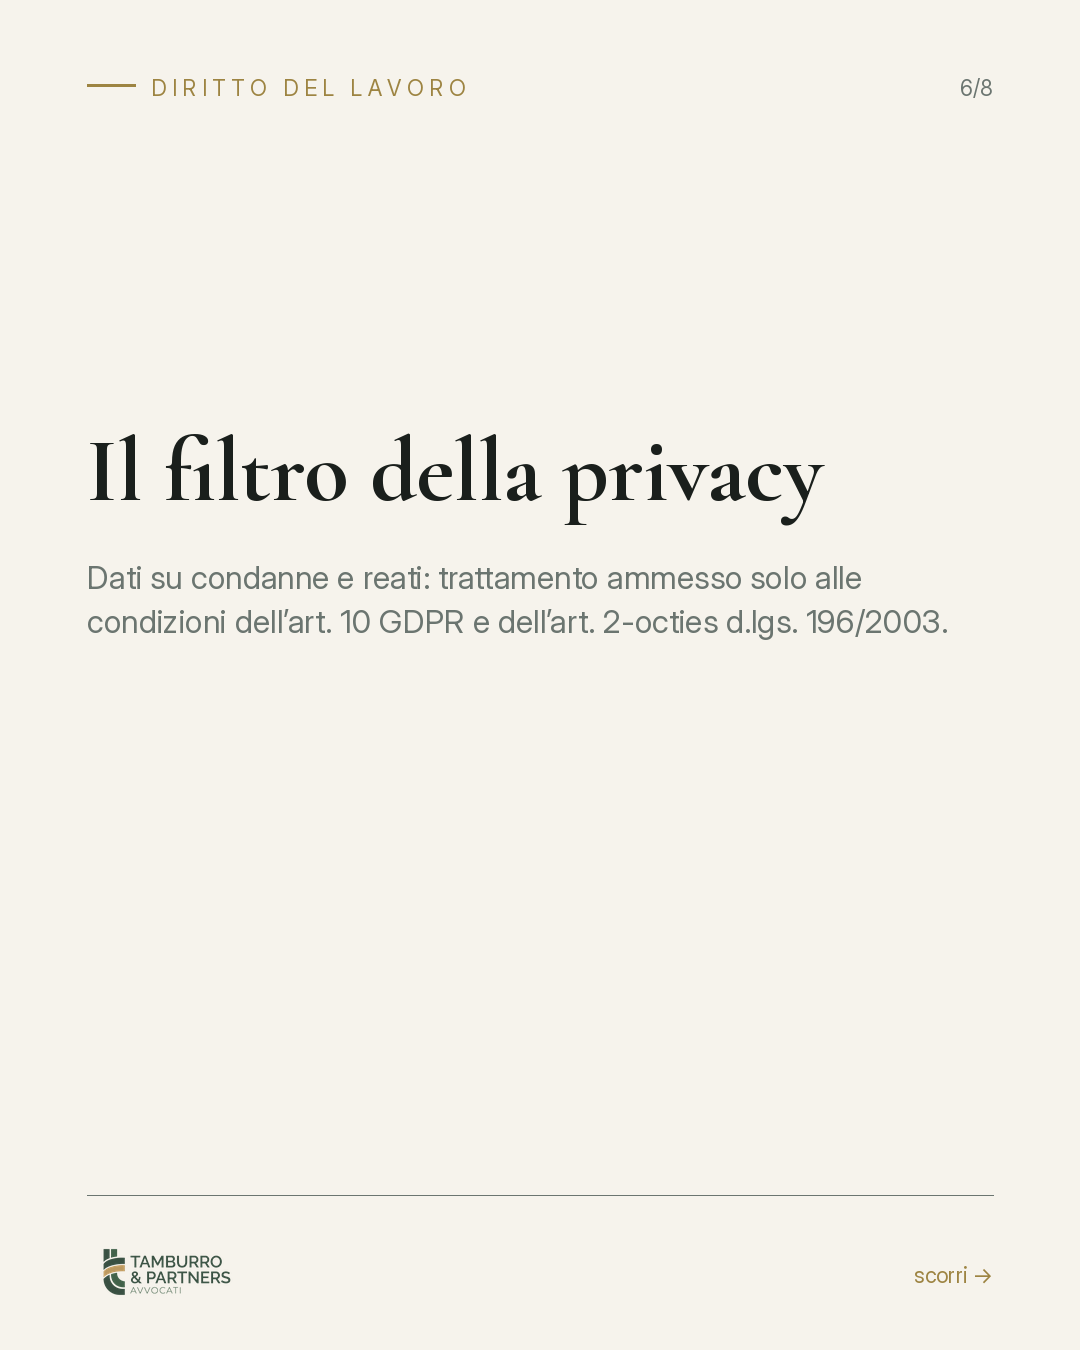 DIRITTO DEL LAVORO
6/8
Il filtro della privacy
Dati su condanne e reati: trattamento ammesso solo alle
condizioni dell’art. 10 GDPR e dell’art. 2-octies d.lgs. 196/2003.
TAMBURRO
& PARTNERS
AVVOCATI
scorri →